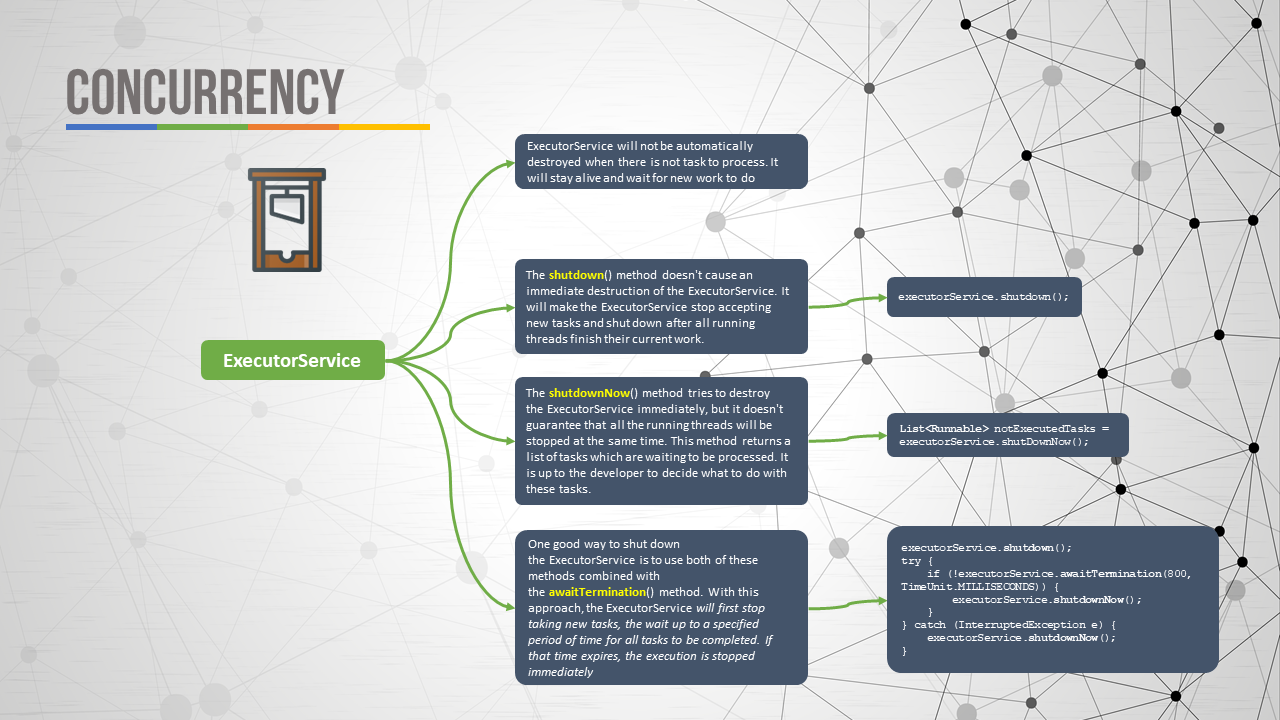 CONCURRENCY
ExecutorService
ExecutorService will not be automatically
destroyed when there is not task to process. It
will stay alive and wait for new work to do
The shutdown() method doesn't cause an
immediate destruction of the ExecutorService. It
will make the ExecutorService stop accepting
new tasks and shut down after all running
threads finish their current work.
executorService.shutdown();
The shutdownNow() method tries to destroy
the ExecutorService immediately, but it doesn't
guarantee that all the running threads will be
stopped at the same time. This method returns a
list of tasks which are waiting to be processed. It
is up to the developer to decide what to do with
these tasks.
List<Runnable> notExecutedTasks =
executorService.shutDownNow();
One good way to shut down
the ExecutorService is to use both of these
methods combined with
the awaitTermination() method. With this
approach, the ExecutorService will first stop
taking new tasks, the wait up to a specified
period of time for all tasks to be completed. If
that time expires, the execution is stopped
immediately
executorService.shutdown();
try {
    if (!executorService.awaitTermination(800,
TimeUnit.MILLISECONDS)) {
        executorService.shutdownNow();
    }
} catch (InterruptedException e) {
    executorService.shutdownNow();
}